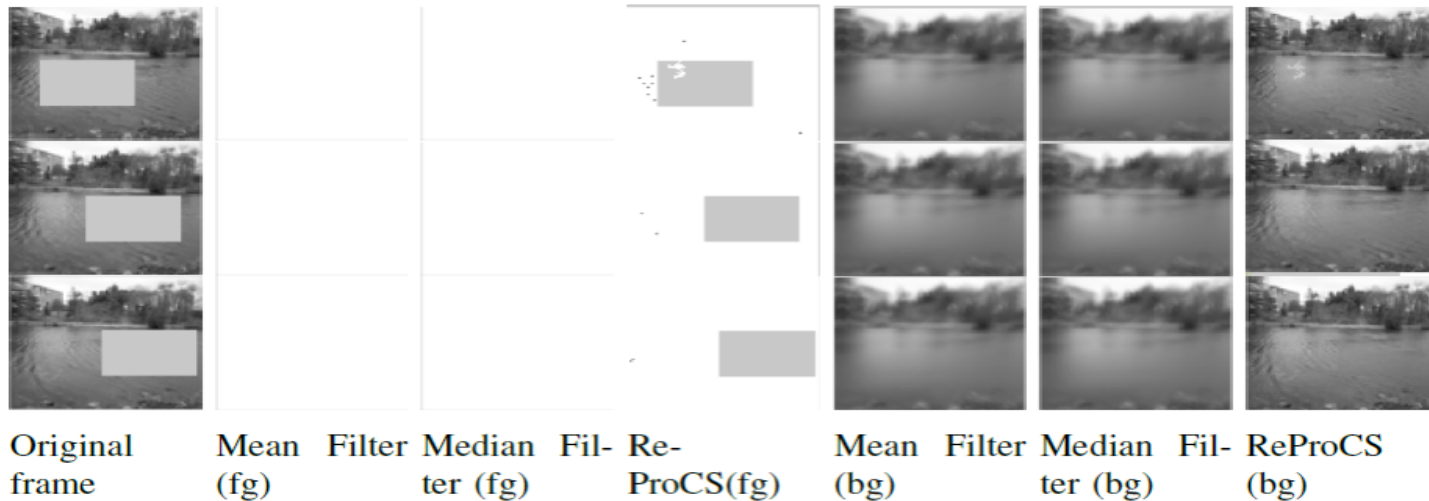 Original frame
Mean Filter (fg)
Median Fil-
ter (fg)
Re-
ProCS(fg)
Mean Filter (bg)
Median Fil-
ter (bg)
ReProCS (bg)